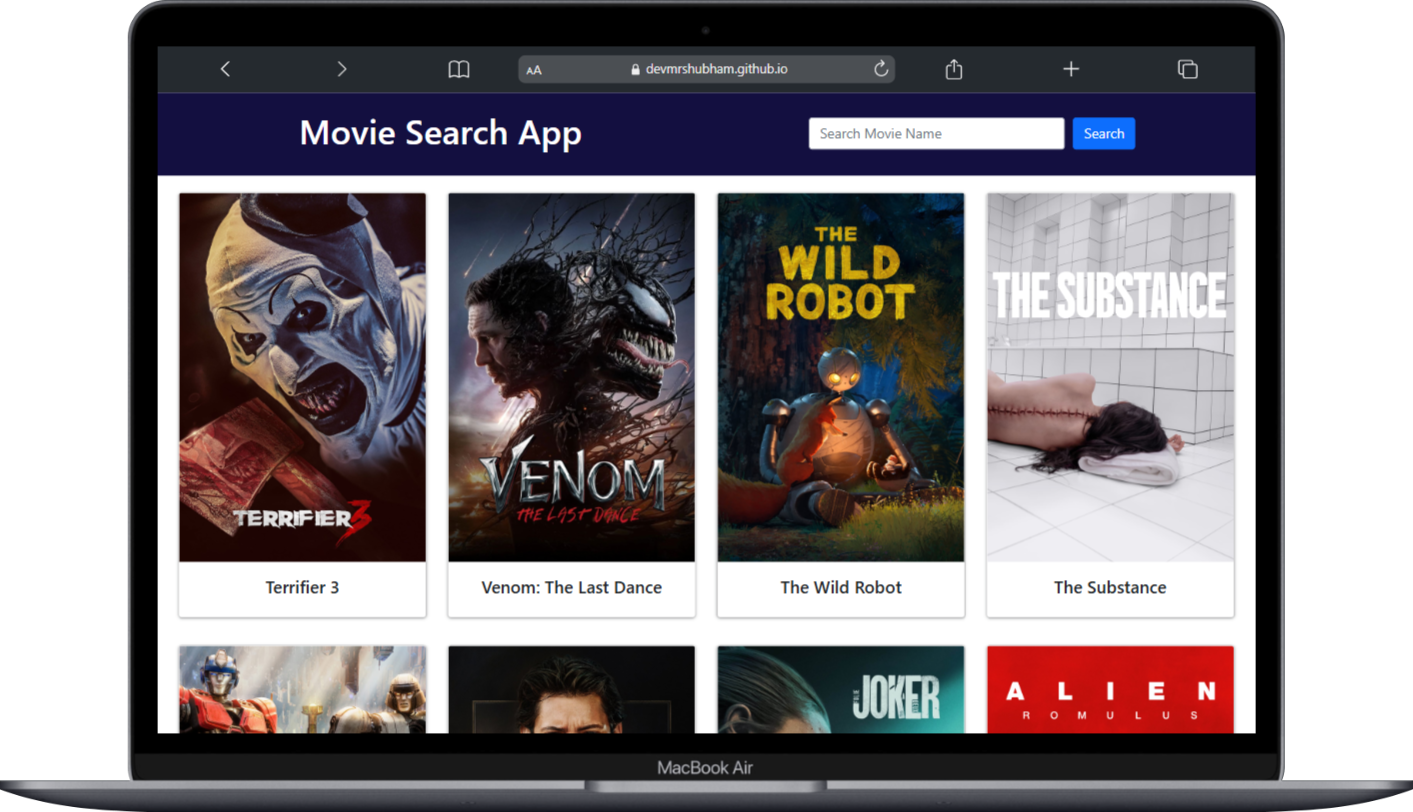 AA
devmrshubham.github.io
Movie Search App
Search Movie Name
Search
TERRIFIER 3
VENOM
THE LAST DANCE
THE
WILD
ROBOT
THE SUBSTANCE
Terrifier 3
Venom: The Last Dance
The Wild Robot
The Substance
JOKER
ALIEN
ROMULUS
MacBook Air